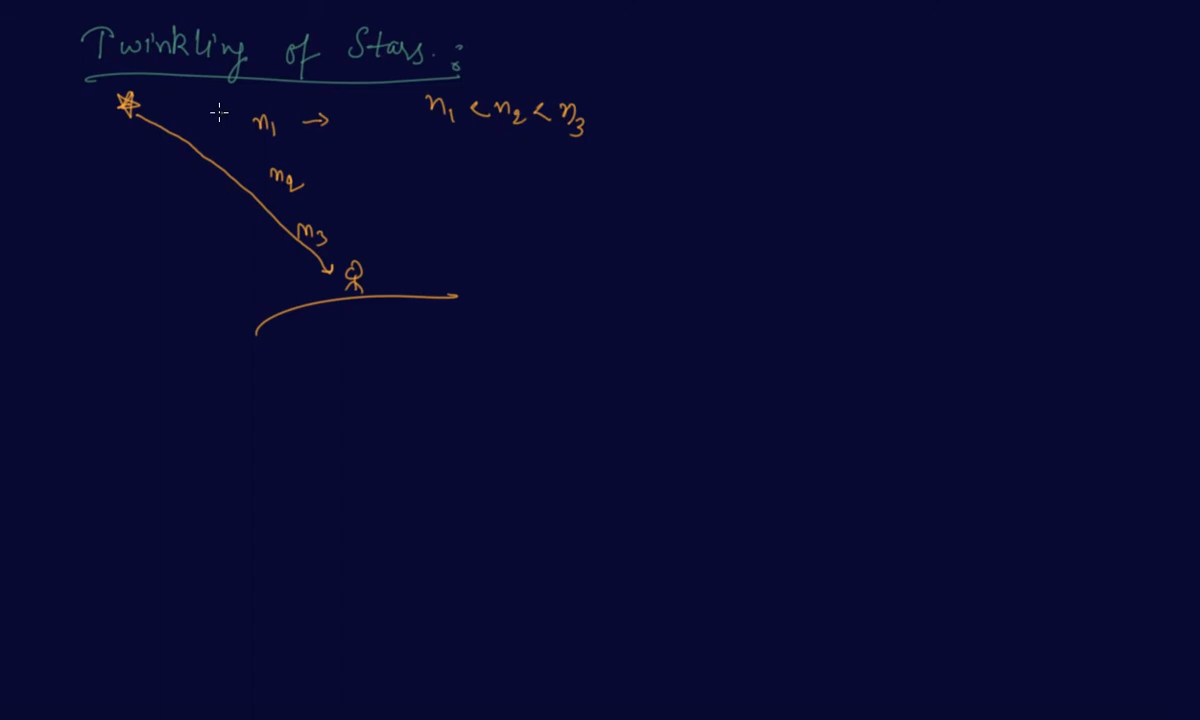 Twinkling of Stars. :
n₁ → n₁ < n₂ < n₃
n₂
n₃